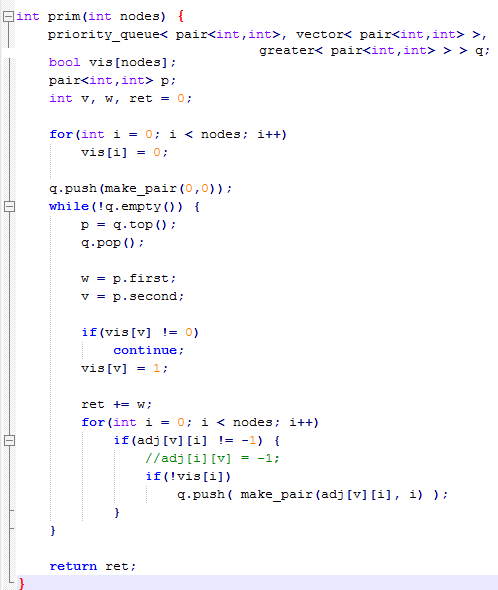 int prim(int nodes) {
    priority_queue< pair<int,int>, vector< pair<int,int> >,
                              greater< pair<int,int> > > q;
    bool vis[nodes];
    pair<int,int> p;
    int v, w, ret = 0;

    for(int i = 0; i < nodes; i++)
        vis[i] = 0;

    q.push(make_pair(0,0));
    while(!q.empty()) {
        p = q.top();
        q.pop();

        w = p.first;
        v = p.second;

        if(vis[v] != 0)
            continue;
        vis[v] = 1;

        ret += w;
        for(int i = 0; i < nodes; i++)
            if(adj[v][i] != -1) {
                //adj[i][v] = -1;
                if(!vis[i])
                    q.push( make_pair(adj[v][i], i) );
            }
    }

    return ret;
}